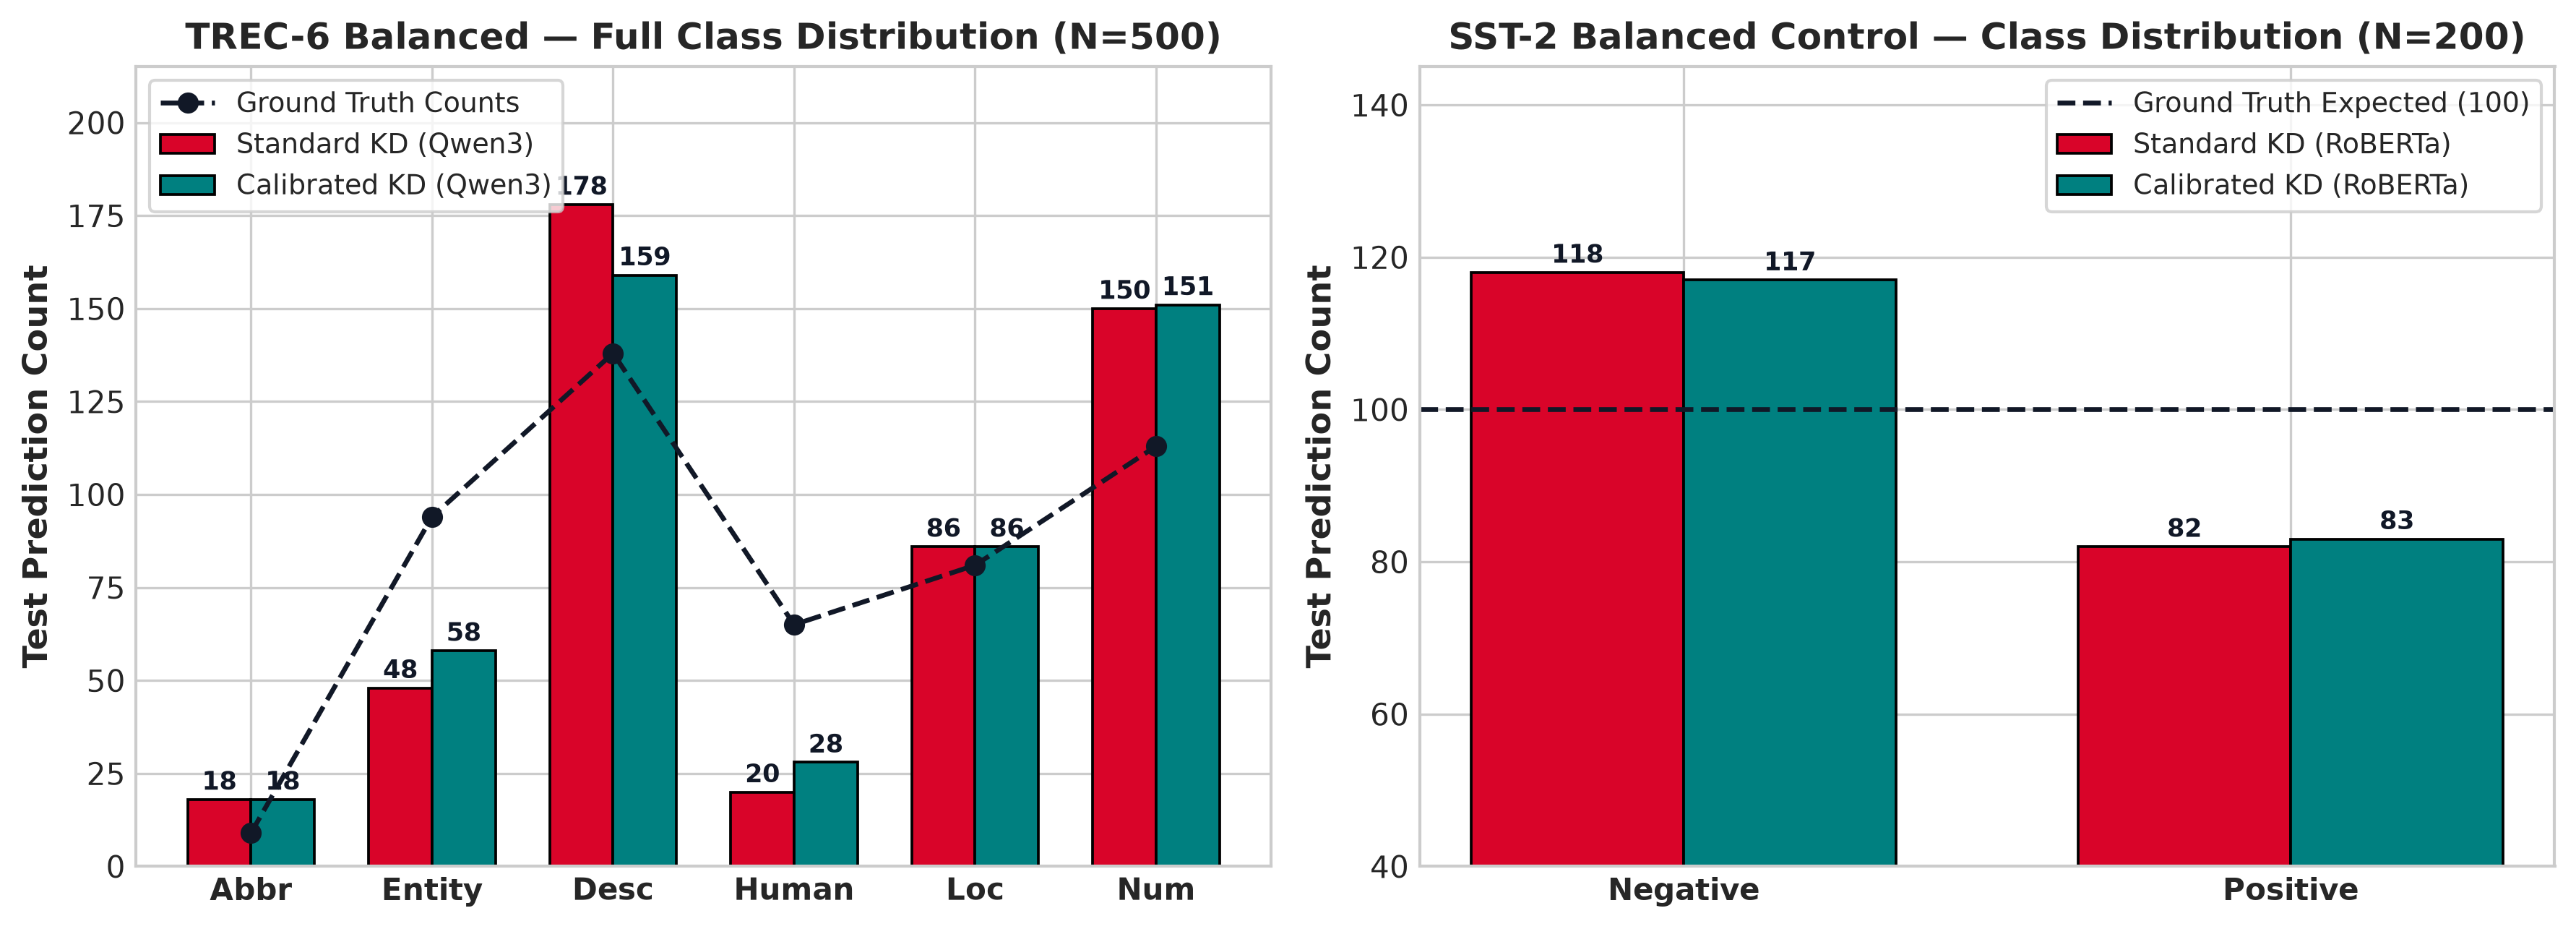 TREC-6 Balanced — Full Class Distribution (N=500)
Ground Truth Counts
Standard KD (Qwen3)
Calibrated KD (Qwen3)
Test Prediction Count
200
175
150
125
100
75
50
25
0
18
18
48
58
178
159
20
28
86
86
150
151
Abbr
Entity
Desc
Human
Loc
Num
SST-2 Balanced Control — Class Distribution (N=200)
Ground Truth Expected (100)
Standard KD (RoBERTa)
Calibrated KD (RoBERTa)
Test Prediction Count
140
120
100
80
60
40
118
117
82
83
Negative
Positive